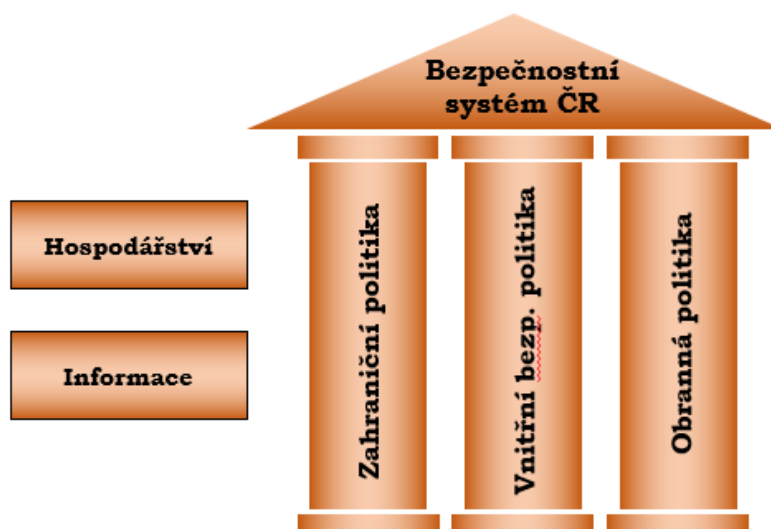 Bezpečnostní
systém ČR
Hospodářství
Informace
Zahraniční politika
Vnitřní bezp. politika
Obranná politika